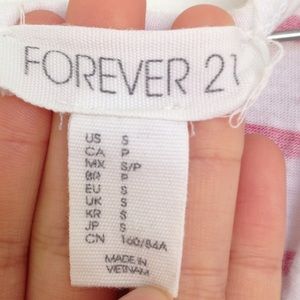 FOREVER 21
US S
CA P
MX S/P
BR P
EU S
UK S
KR S
JP S
CN 160/84A
MADE IN
VIETNAM